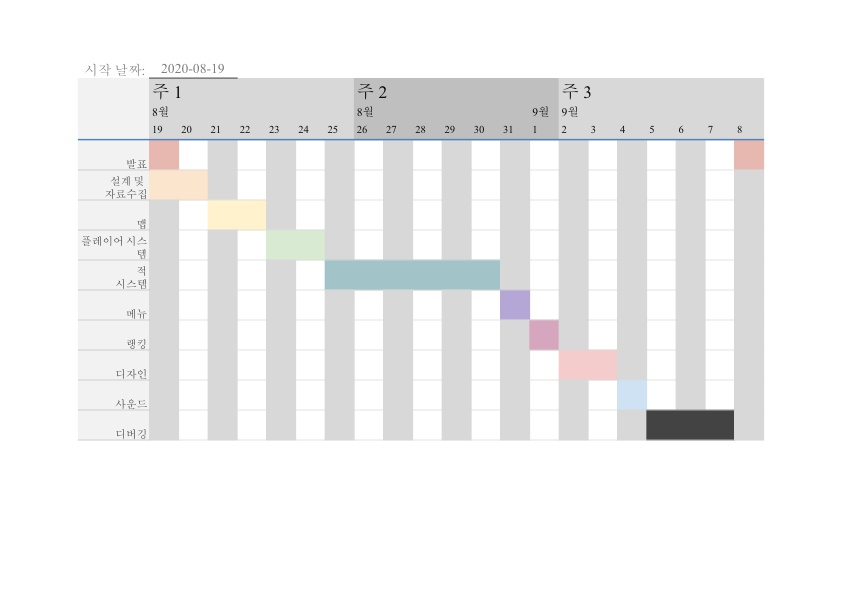 시작 날짜: 2020-08-19
주 1 주 2 주 3
8월 8월 9월 9월
19 20 21 22 23 24 25 26 27 28 29 30 31 1 2 3 4 5 6 7 8
발표
설계 및
자료수집
맵
플레이어 시스
템
적
시스템
메뉴
랭킹
디자인
사운드
디버깅